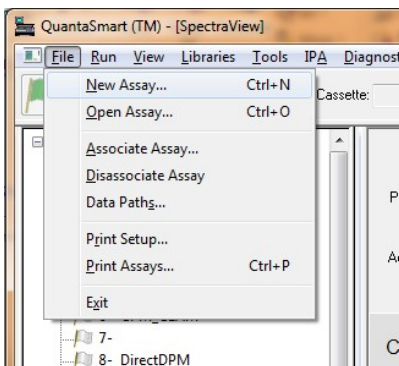 QuantaSmart (TM) - [SpectraView]
File Run View Libraries Tools IPA Diagnost
New Assay... Ctrl+N
Cassette:
Open Assay... Ctrl+O
Associate Assay...
Disassociate Assay
Data Paths...
P
Print Setup...
Print Assays... Ctrl+P
Exit
7-
C
8- DirectDPM